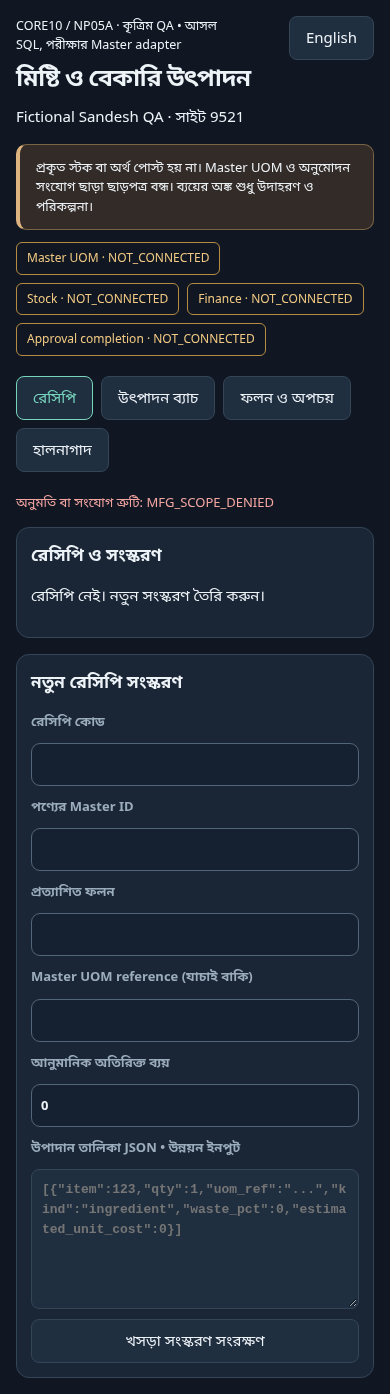 CORE10 / NP05A · কৃত্রিম QA • আসল
SQL, পরীক্ষার Master adapter
English
মিষ্টি ও বেকারি উৎপাদন
Fictional Sandesh QA · সাইট 9521
প্রকৃত স্টক বা অর্থ পোস্ট হয় না। Master UOM ও অনুমোদন
সংযোগ ছাড়া ছাড়পত্র বন্ধ। ব্যয়ের অঙ্ক শুধু উদাহরণ ও
পরিকল্পনা।
Master UOM · NOT_CONNECTED
Stock · NOT_CONNECTED
Finance · NOT_CONNECTED
Approval completion · NOT_CONNECTED
রেসিপি
উৎপাদন ব্যাচ
ফলন ও অপচয়
হালনাগাদ
অনুমতি বা সংযোগ ত্রুটি: MFG_SCOPE_DENIED
রেসিপি ও সংস্করণ
রেসিপি নেই। নতুন সংস্করণ তৈরি করুন।
নতুন রেসিপি সংস্করণ
রেসিপি কোড
পণ্যের Master ID
প্রত্যাশিত ফলন
Master UOM reference (যাচাই বাকি)
আনুমানিক অতিরিক্ত ব্যয়
0
উপাদান তালিকা JSON • উন্নয়ন ইনপুট
[{"item":123,"qty":1,"uom_ref":"...","k
ind":"ingredient","waste_pct":0,"estima
ted_unit_cost":0}]
খসড়া সংস্করণ সংরক্ষণ